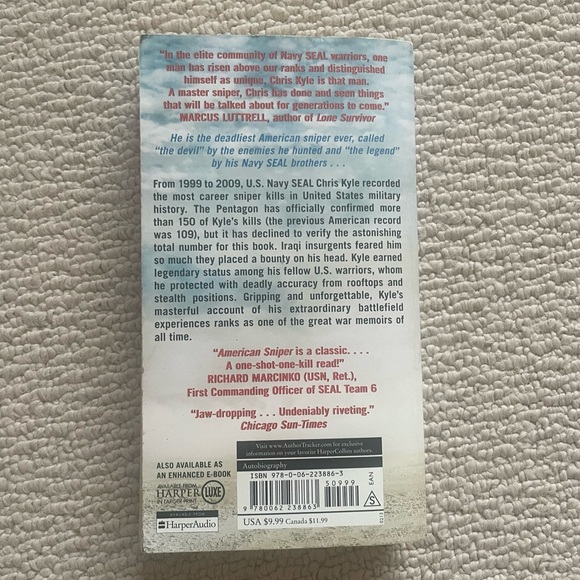 "In the elite community of Navy SEAL warriors, one
man has risen above our ranks and distinguished
himself as unique, Chris Kyle is that man.
A master sniper, Chris has done and seen things
that will be talked about for generations to come."
MARCUS LUTTRELL, author of Lone Survivor
He is the deadliest American sniper ever, called
"the devil" by the enemies he hunted and "the legend"
by his Navy SEAL brothers . . .
From 1999 to 2009, U.S. Navy SEAL Chris Kyle recorded
the most career sniper kills in United States military
history. The Pentagon has officially confirmed more
than 150 of Kyle's kills (the previous American record
was 109), but it has declined to verify the astonishing
total number for this book. Iraqi insurgents feared him
so much they placed a bounty on his head. Kyle earned
legendary status among his fellow U.S. warriors, whom
he protected with deadly accuracy from rooftops and
stealth positions. Gripping and unforgettable, Kyle's
masterful account of his extraordinary battlefield
experiences ranks as one of the great war memoirs of
all time.
"American Sniper is a classic. . . .
A one-shot-one-kill read!"
RICHARD MARCINKO (USN, Ret.),
First Commanding Officer of SEAL Team 6
"Jaw-dropping . . . Undeniably riveting."
Chicago Sun-Times
Visit www.AuthorTracker.com for exclusive
information on your favorite HarperCollins authors.
Autobiography
ISBN 978-0-06-223886-3
50999
EAN
9 780062 238863
S
USA $9.99 Canada $11.99
ALSO AVAILABLE AS
AN ENHANCED E-BOOK
AVAILABLE FROM
HARPER LUXE
IN LARGER PRINT
AVAILABLE FROM
HarperAudio